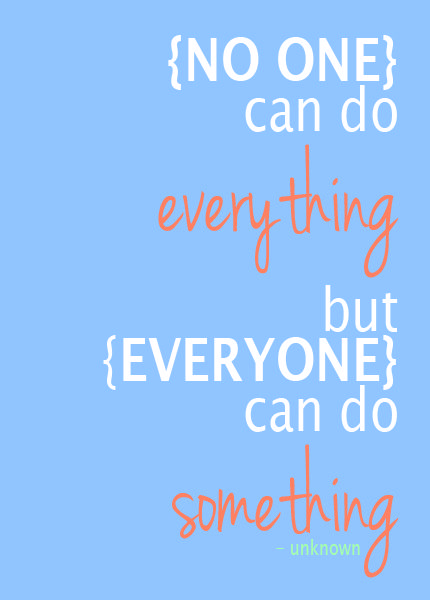 {NO ONE}
can do
everything
but
{EVERYONE}
can do
something
- unknown